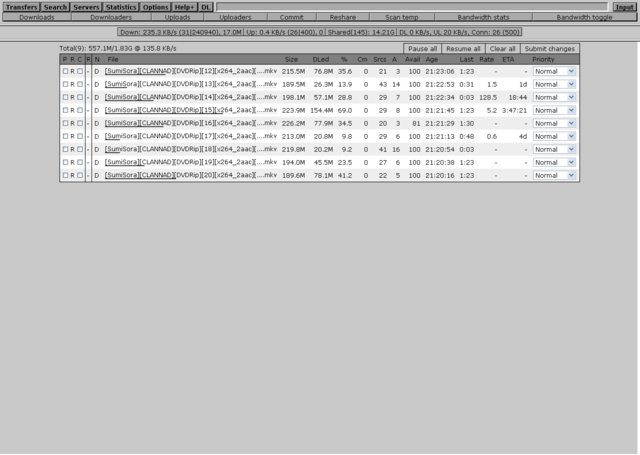 Transfers Search Servers Statistics Options Help+ DL Input
Downloads Downloaders Uploads Uploaders Commit Reshare Scan temp Bandwidth stats Bandwidth toggle
Down: 235.3 KB/s (31|240940), 17.0M Up: 0.4 KB/s (26|400), 0 Shared(145): 14.21G DL 0 KB/s, UL 20 KB/s, Conn: 26 (500)
Total(9): 557.1M/1.83G @ 135.8 KB/s Pause all Resume all Clear all Submit changes
P R C R N File Size DLed % Cm Srcs A Avail Age Last Rate ETA Priority
R - D [SumiSora][CLANNAD][DVDRip][12][x264_2aac][....mkv 215.5M 76.8M 35.6 0 21 3 100 21:23:06 1:23 - - Normal
R - D [SumiSora][CLANNAD][DVDRip][13][x264_2aac][....mkv 189.5M 26.3M 13.9 0 43 14 100 21:22:53 0:31 1.5 1d Normal
R - D [SumiSora][CLANNAD][DVDRip][14][x264_2aac][....mkv 198.1M 57.1M 28.8 0 29 7 100 21:22:34 0:03 128.5 18:44 Normal
R - D [SumiSora][CLANNAD][DVDRip][15][x264_2aac][....mkv 223.9M 154.4M 69.0 0 29 8 100 21:21:45 1:23 5.2 3:47:21 Normal
R - D [SumiSora][CLANNAD][DVDRip][16][x264_2aac][....mkv 226.2M 77.9M 34.5 0 20 3 81 21:21:29 1:30 - - Normal
R - D [SumiSora][CLANNAD][DVDRip][17][x264_2aac][....mkv 213.0M 20.8M 9.8 0 29 6 100 21:21:13 0:48 0.6 4d Normal
R - D [SumiSora][CLANNAD][DVDRip][18][x264_2aac][....mkv 219.8M 20.2M 9.2 0 41 16 100 21:20:54 0:03 - - Normal
R - D [SumiSora][CLANNAD][DVDRip][19][x264_2aac][....mkv 194.0M 45.5M 23.5 0 27 6 100 21:20:38 1:23 - - Normal
R - D [SumiSora][CLANNAD][DVDRip][20][x264_2aac][....mkv 189.6M 78.1M 41.2 0 22 5 100 21:20:16 1:23 - - Normal